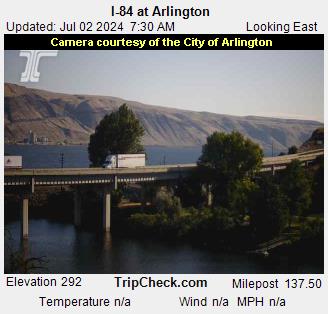 I-84 at Arlington
Updated: Jul 02 2024 7:30 AM Looking East
Camera courtesy of the City of Arlington
Elevation 292 TripCheck.com Milepost 137.50
Temperature n/a Wind n/a MPH n/a